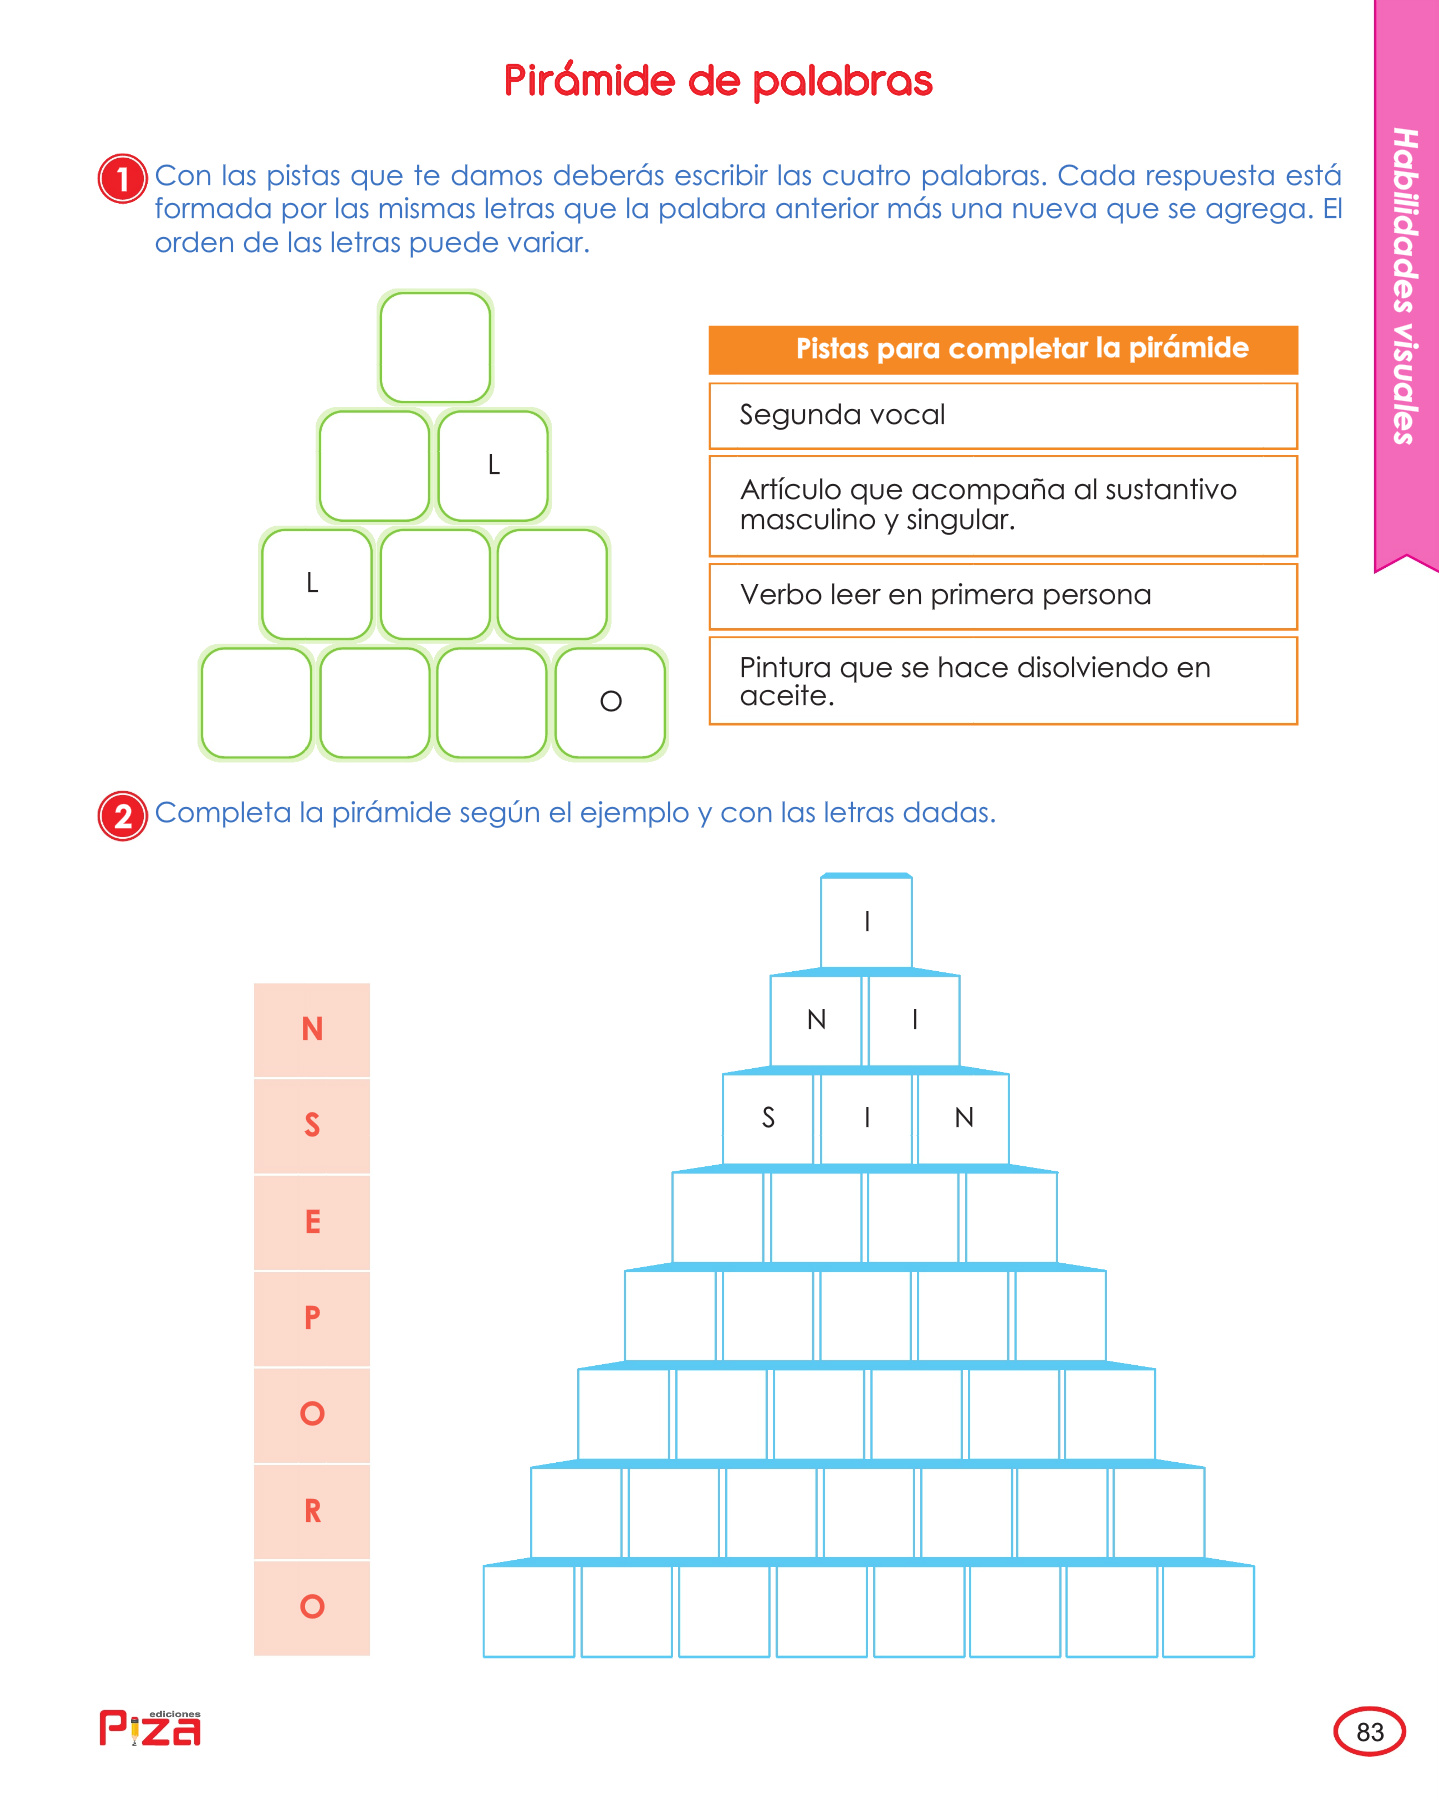 Pirámide de palabras
Habilidades visuales
1 Con las pistas que te damos deberás escribir las cuatro palabras. Cada respuesta está
formada por las mismas letras que la palabra anterior más una nueva que se agrega. El
orden de las letras puede variar.
L
L
O
Pistas para completar la pirámide
Segunda vocal
Artículo que acompaña al sustantivo
masculino y singular.
Verbo leer en primera persona
Pintura que se hace disolviendo en
aceite.
2 Completa la pirámide según el ejemplo y con las letras dadas.
N
S
E
P
O
R
O
I
N I
S I N
ediciones
Piza
83